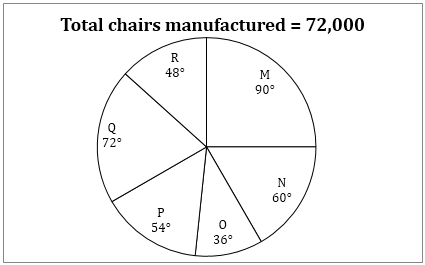 Total chairs manufactured = 72,000
R
48°
M
90°
Q
72°
N
60°
P
54°
O
36°